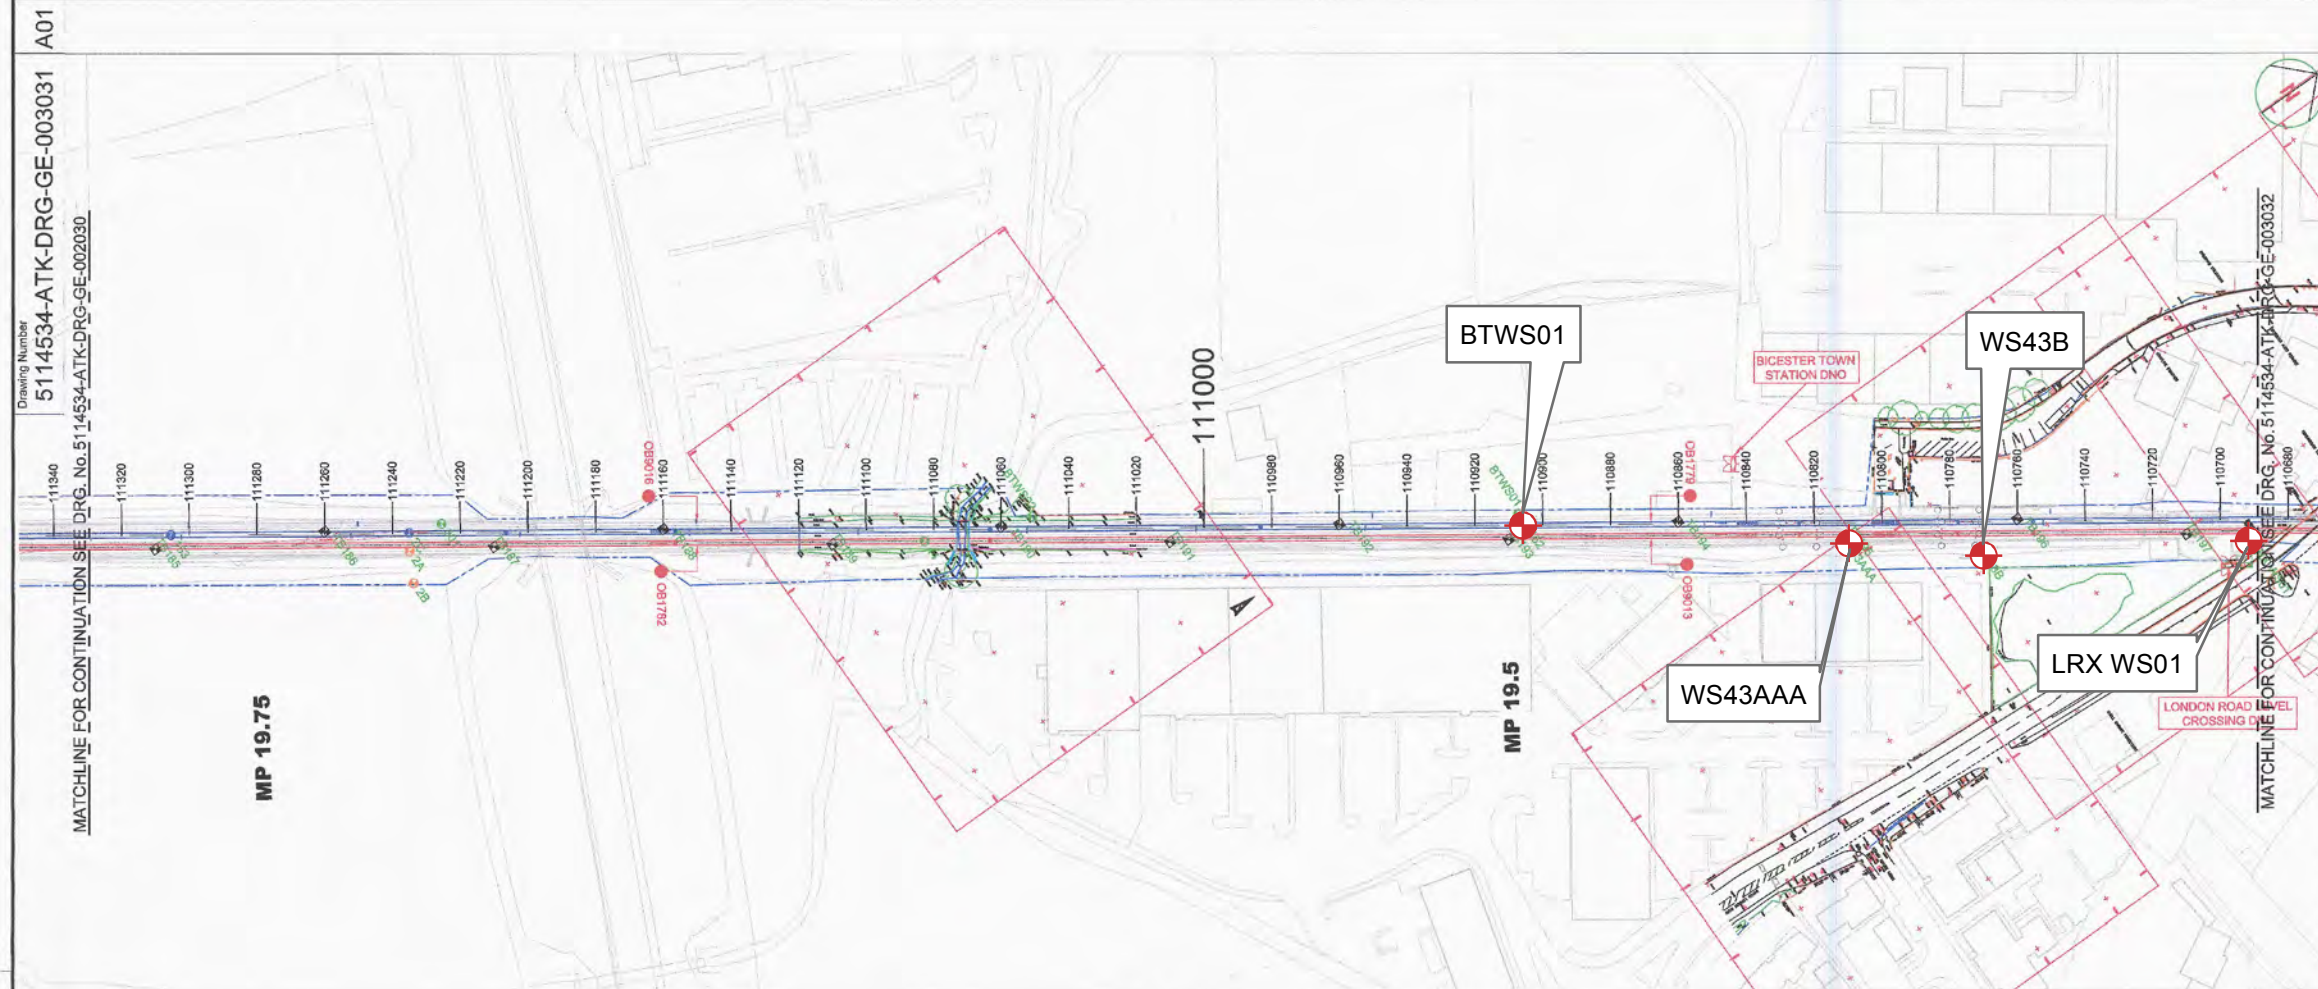 A01
Drawing Number
5114534-ATK-DRG-GE-003031
MATCHLINE FOR CONTINUATION SEE DRG. No.5114534-ATK-DRG-GE-002030
MP 19.75
111340
111320
111300
111280
111260
111240
111220
111200
111180
111160
111140
111120
111100
111080
111060
111040
111020
111000
110980
110960
110940
110920
110900
110880
110860
110840
110820
110800
110780
110760
110740
110720
110700
110680
OB9016
OB1782
BTWS01
BTWS01
OB1779
OB9013
MP 19.5
BICESTER TOWN
STATION DNO
WS43B
WS43AAA
LRX WS01
LONDON ROAD LEVEL
CROSSING
MATCHLINE FOR CONTINUATION SEE DRG. No.5114534-ATK-DRG-GE-003032